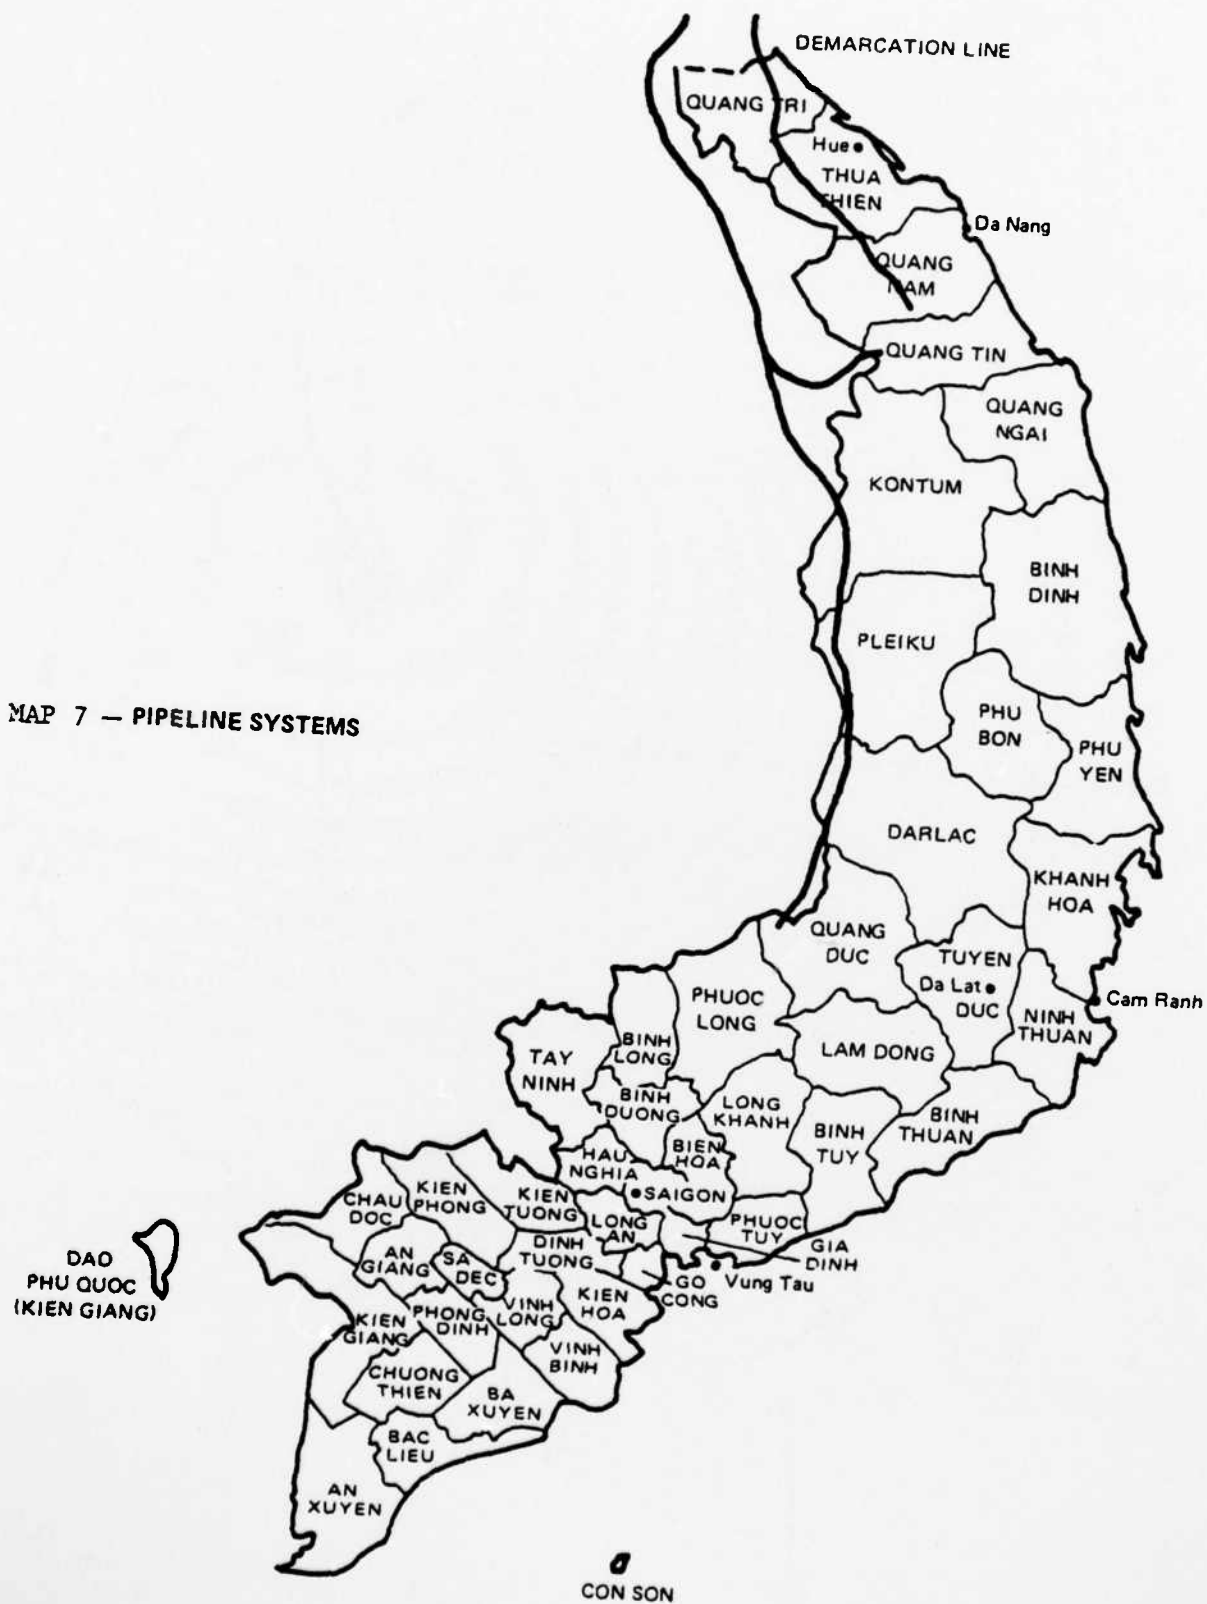 DEMARCATION LINE
QUANG TRI
Hue
THUA
THIEN
Da Nang
QUANG
NAM
QUANG TIN
QUANG
NGAI
KONTUM
BINH
DINH
PLEIKU
MAP 7 — PIPELINE SYSTEMS
PHU
BON
PHU
YEN
DARLAC
KHANH
HOA
QUANG
DUC
TUYEN
Da Lat
DUC
Cam Ranh
NINH
THUAN
PHUOC
LONG
BINH
LONG
LAM DONG
TAY
NINH
BINH
DUONG
LONG
KHANH
BINH
TUY
BINH
THUAN
HAU
NGHIA
BIEN
HOA
SAIGON
CHAU
DOC
KIEN
PHONG
KIEN
TUONG
LONG
AN
PHUOC
TUY
GIA
DINH
DAO
PHU QUOC
(KIEN GIANG)
AN
GIANG
SA
DEC
DINH
TUONG
GO
CONG
Vung Tau
KIEN
GIANG
PHONG
DINH
VINH
LONG
KIEN
HOA
VINH
BINH
CHUONG
THIEN
BA
XUYEN
BAC
LIEU
AN
XUYEN
CON SON